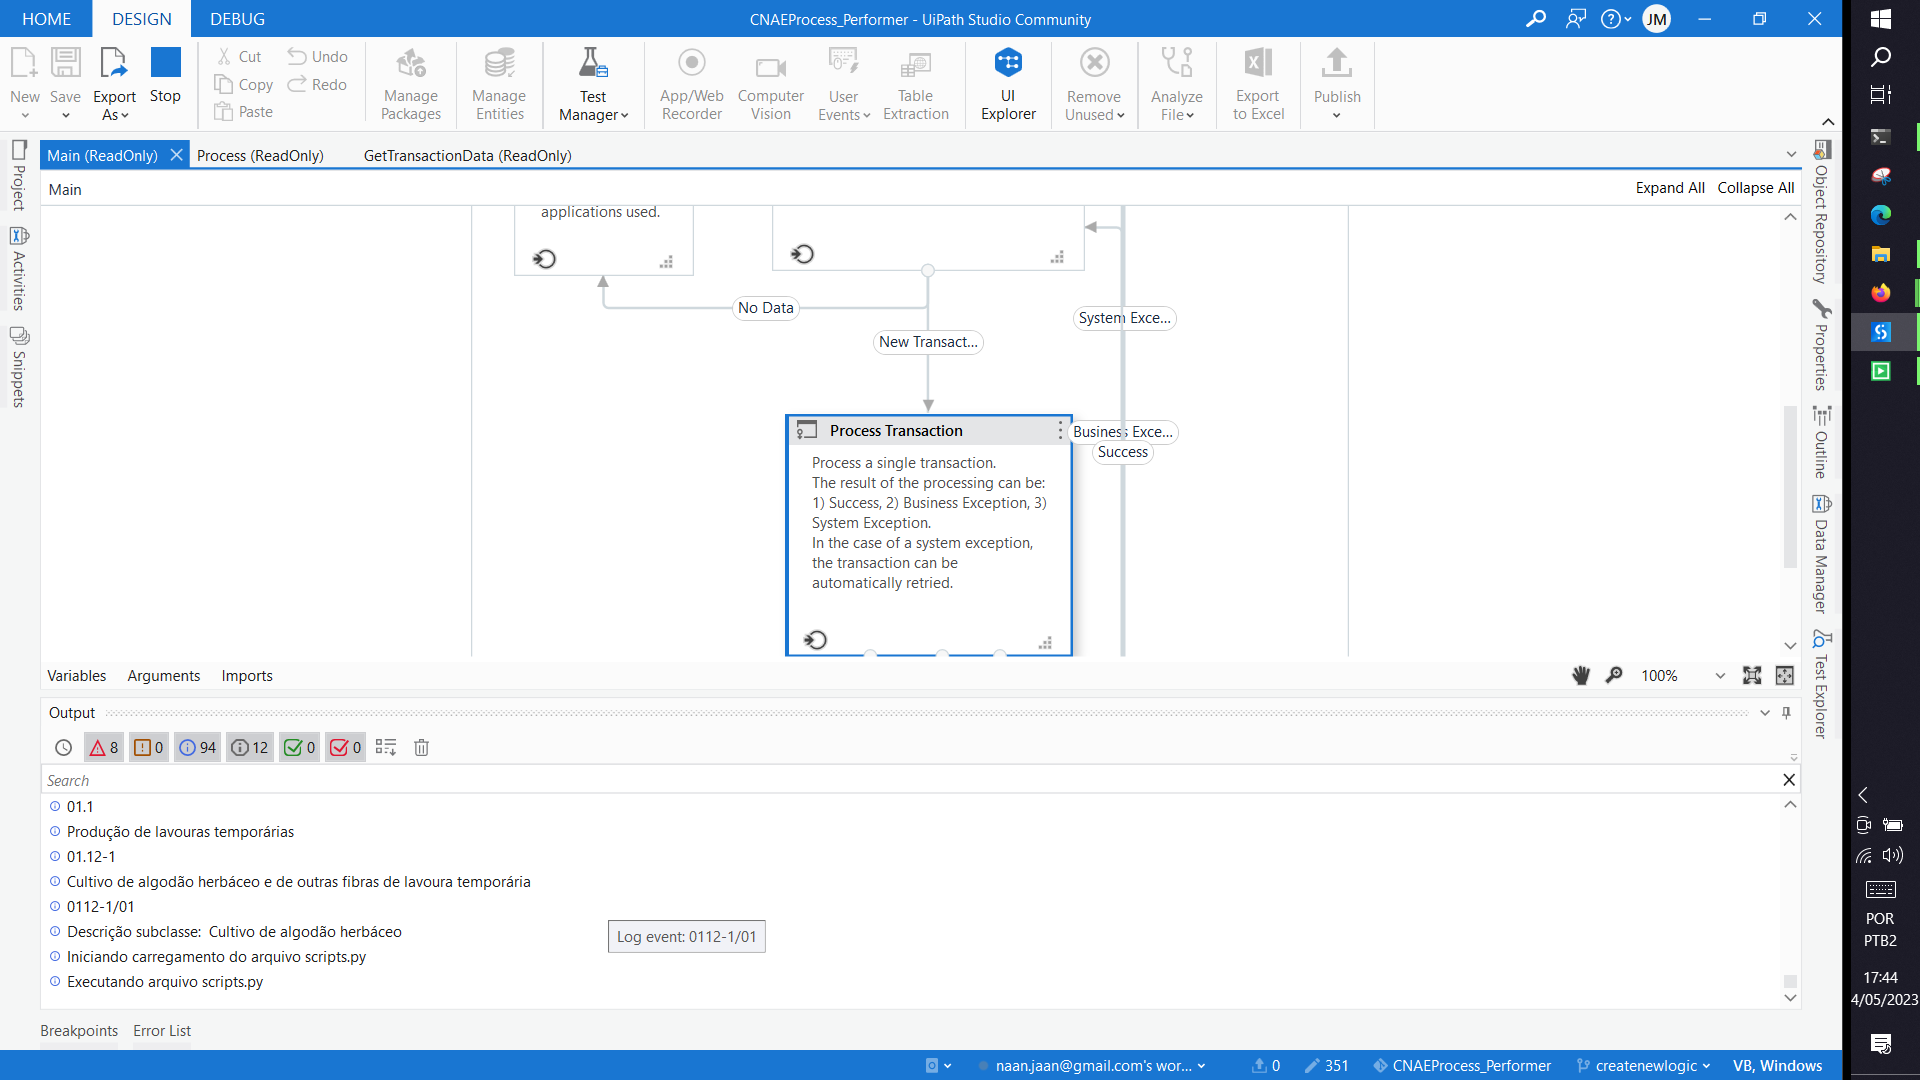 HOME DESIGN DEBUG
CNAEProcess_Performer - UiPath Studio Community
JM
New
Save
Export As
Stop
Cut
Copy
Paste
Undo
Redo
Manage Packages
Manage Entities
Test Manager
App/Web Recorder
Computer Vision
User Events
Table Extraction
UI Explorer
Remove Unused
Analyze File
Export to Excel
Publish
Main (ReadOnly) Process (ReadOnly) GetTransactionData (ReadOnly)
Main
Expand All Collapse All
Project
Activities
Snippets
applications used.
No Data
New Transact...
System Exce...
Process Transaction
Business Exce...
Success
Process a single transaction.
The result of the processing can be:
1) Success, 2) Business Exception, 3)
System Exception.
In the case of a system exception,
the transaction can be
automatically retried.
Object Repository
Properties
Outline
Data Manager
Test Explorer
Variables Arguments Imports
100%
Output
8 0 94 12 0 0
Search
01.1
Produção de lavouras temporárias
01.12-1
Cultivo de algodão herbáceo e de outras fibras de lavoura temporária
0112-1/01
Descrição subclasse: Cultivo de algodão herbáceo
Log event: 0112-1/01
Iniciando carregamento do arquivo scripts.py
Executando arquivo scripts.py
Breakpoints Error List
naan.jaan@gmail.com's wor... 0 351 CNAEProcess_Performer createnewlogic VB, Windows
POR
PTB2
17:44
4/05/2023